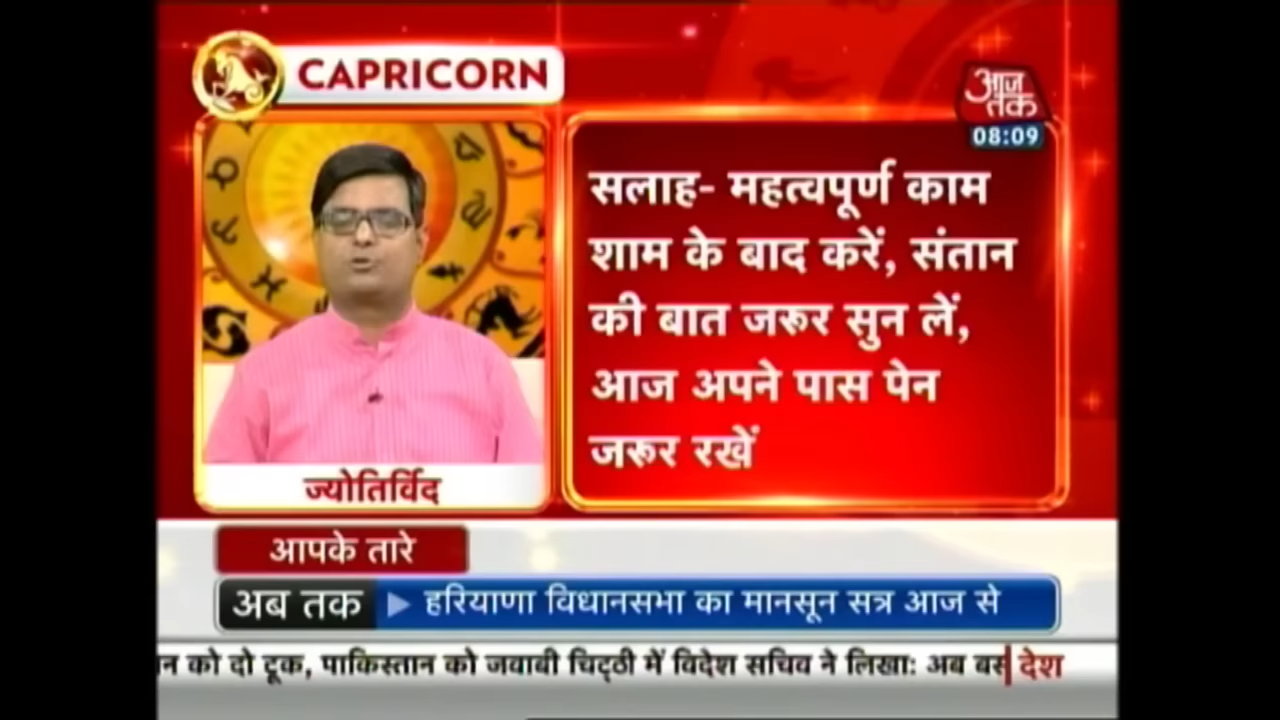 CAPRICORN
आज
तक
08:09
सलाह- महत्वपूर्ण काम
शाम के बाद करें, संतान
की बात जरूर सुन लें,
आज अपने पास पेन
जरूर रखें
ज्योतिर्विद
आपके तारे
अब तक हरियाणा विधानसभा का मानसून सत्र आज से
न को दो टूक, पाकिस्तान को जवाबी चिट्ठी में विदेश सचिव ने लिखा: अब बस देश